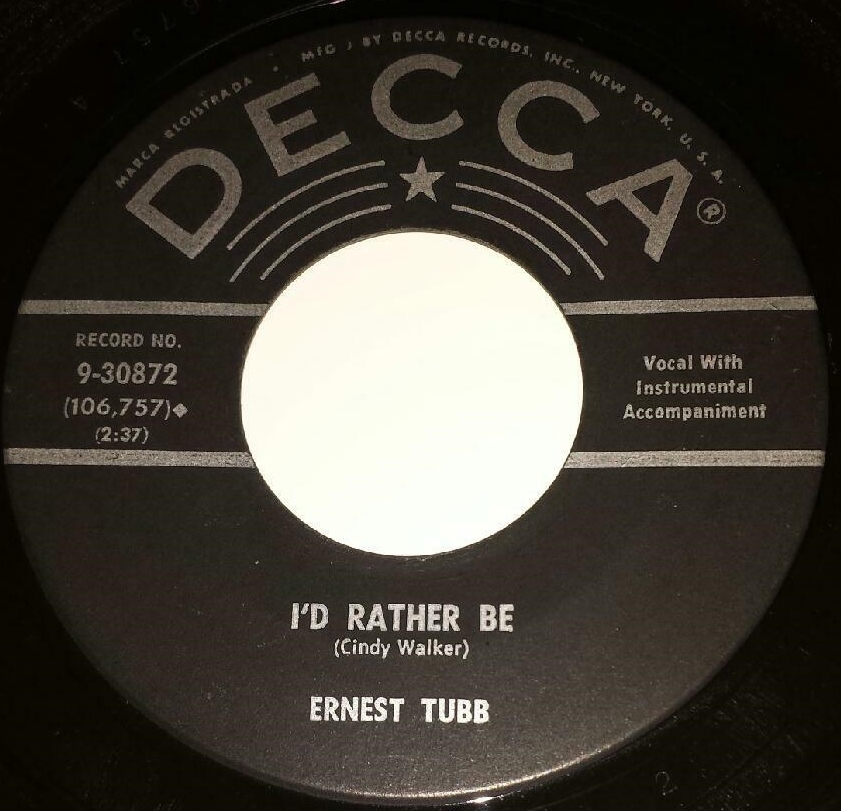 MARCA REGISTRADA • MFG'D BY DECCA RECORDS, INC., NEW YORK, U. S. A.
DECCA®
RECORD NO.
9-30872
(106,757)◆
(2:37)
Vocal With
Instrumental
Accompaniment
I'D RATHER BE
(Cindy Walker)
ERNEST TUBB
2